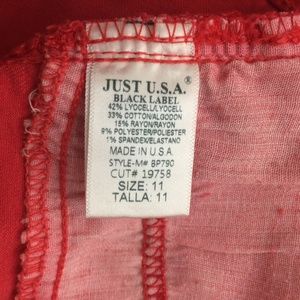 JUST U.S.A.®
BLACK LABEL
42% LYOCELL/LYOCELL
33% COTTON/ALGODON
15% RAYON/RAYON
9% POLYESTER/POLIESTER
1% SPANDEX/ELASTANO
MADE IN U.S.A.
STYLE-M# BP790
CUT# 19758
SIZE: 11
TALLA: 11